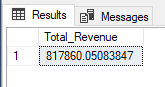 Results Messages
Total_Revenue
1 817860.05083847